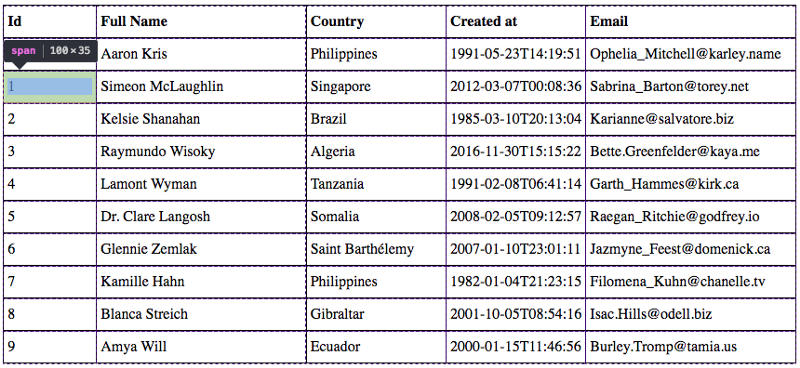 Id Full Name Country Created at Email
span 100×35 Aaron Kris Philippines 1991-05-23T14:19:51 Ophelia_Mitchell@karley.name
1 Simeon McLaughlin Singapore 2012-03-07T00:08:36 Sabrina_Barton@torey.net
2 Kelsie Shanahan Brazil 1985-03-10T20:13:04 Karianne@salvatore.biz
3 Raymundo Wisoky Algeria 2016-11-30T15:15:22 Bette.Greenfelder@kaya.me
4 Lamont Wyman Tanzania 1991-02-08T06:41:14 Garth_Hammes@kirk.ca
5 Dr. Clare Langosh Somalia 2008-02-05T09:12:57 Raegan_Ritchie@godfrey.io
6 Glennie Zemlak Saint Barthélemy 2007-01-10T23:01:11 Jazmyne_Feest@domenick.ca
7 Kamille Hahn Philippines 1982-01-04T21:23:15 Filomena_Kuhn@chanelle.tv
8 Blanca Streich Gibraltar 2001-10-05T08:54:16 Isac.Hills@odell.biz
9 Amya Will Ecuador 2000-01-15T11:46:56 Burley.Tromp@tamia.us